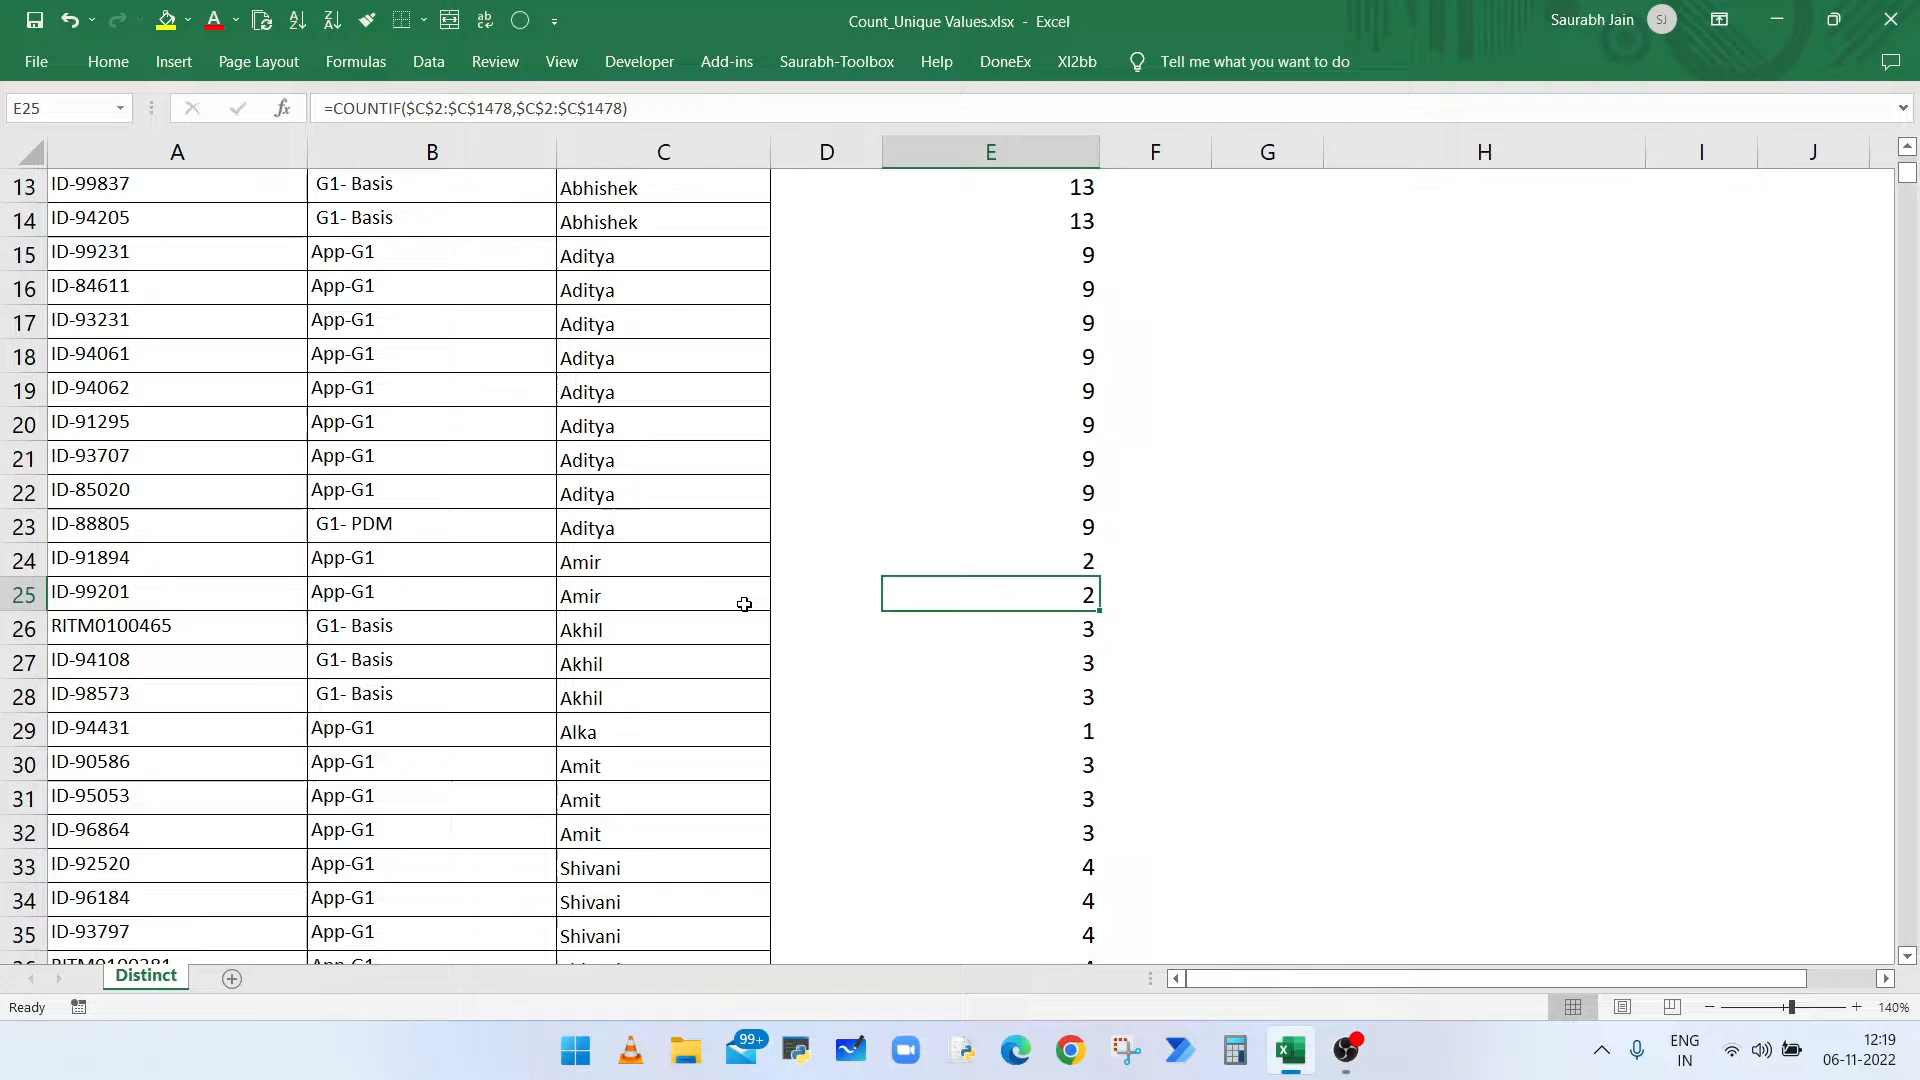 Count_Unique Values.xlsx - Excel
Saurabh Jain SJ
File Home Insert Page Layout Formulas Data Review View Developer Add-ins Saurabh-Toolbox Help DoneEx Xl2bb Tell me what you want to do
E25 fx =COUNTIF($C$2:$C$1478,$C$2:$C$1478)
A B C D E F G H I J
13 ID-99837 G1- Basis Abhishek 13
14 ID-94205 G1- Basis Abhishek 13
15 ID-99231 App-G1 Aditya 9
16 ID-84611 App-G1 Aditya 9
17 ID-93231 App-G1 Aditya 9
18 ID-94061 App-G1 Aditya 9
19 ID-94062 App-G1 Aditya 9
20 ID-91295 App-G1 Aditya 9
21 ID-93707 App-G1 Aditya 9
22 ID-85020 App-G1 Aditya 9
23 ID-88805 G1- PDM Aditya 9
24 ID-91894 App-G1 Amir 2
25 ID-99201 App-G1 Amir 2
26 RITM0100465 G1- Basis Akhil 3
27 ID-94108 G1- Basis Akhil 3
28 ID-98573 G1- Basis Akhil 3
29 ID-94431 App-G1 Alka 1
30 ID-90586 App-G1 Amit 3
31 ID-95053 App-G1 Amit 3
32 ID-96864 App-G1 Amit 3
33 ID-92520 App-G1 Shivani 4
34 ID-96184 App-G1 Shivani 4
35 ID-93797 App-G1 Shivani 4
Distinct
Ready 140%
99+
ENG 12:19
IN 06-11-2022